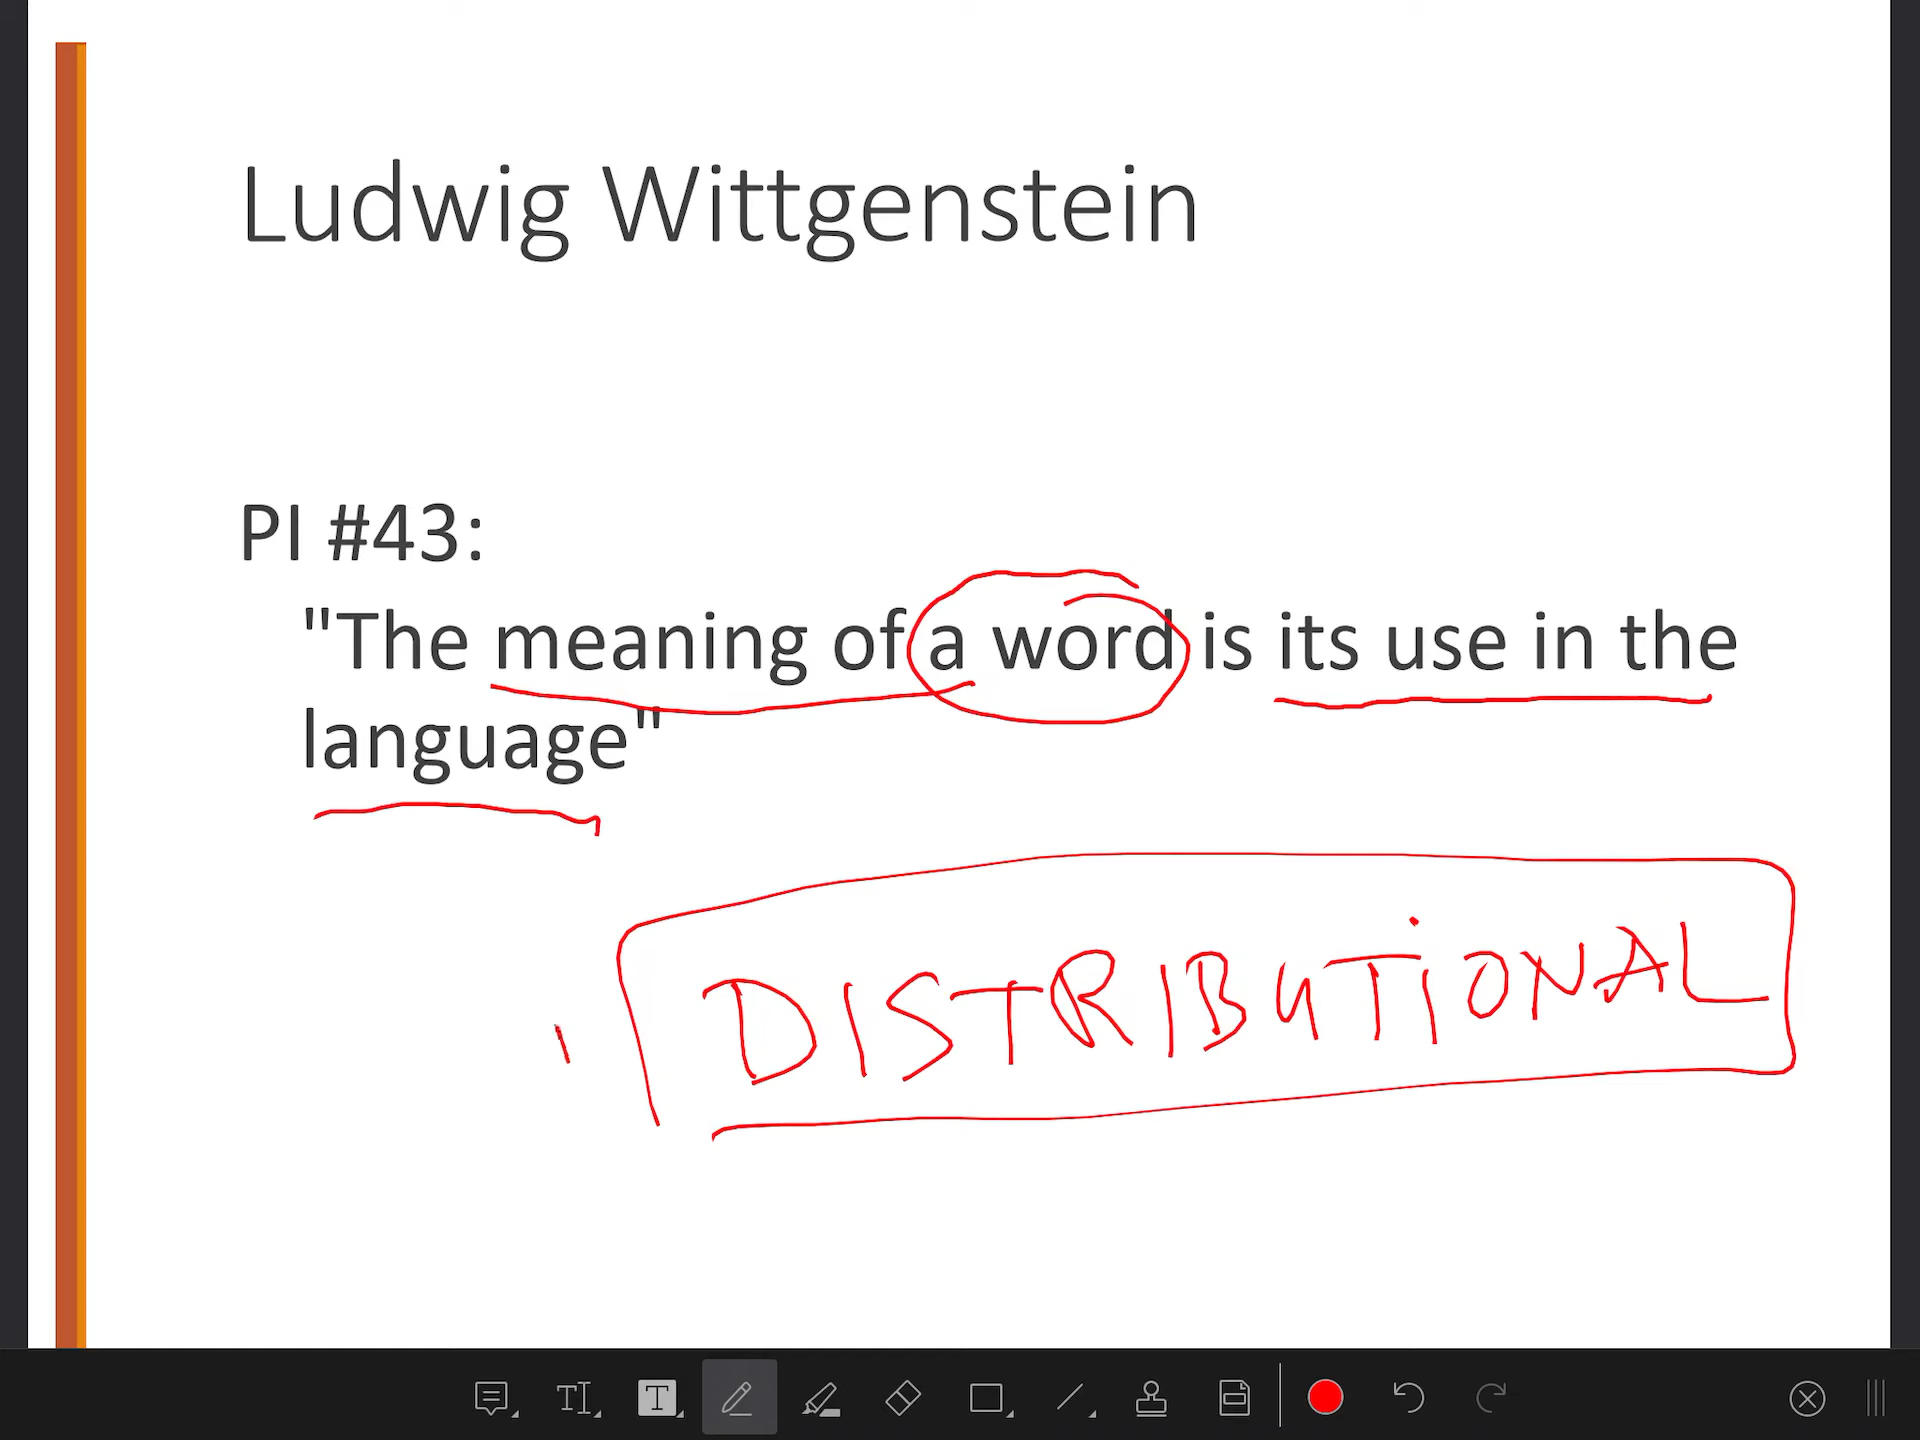 Ludwig Wittgenstein
PI #43:
"The meaning of a word is its use in the
language"
DISTRIBUTIONAL